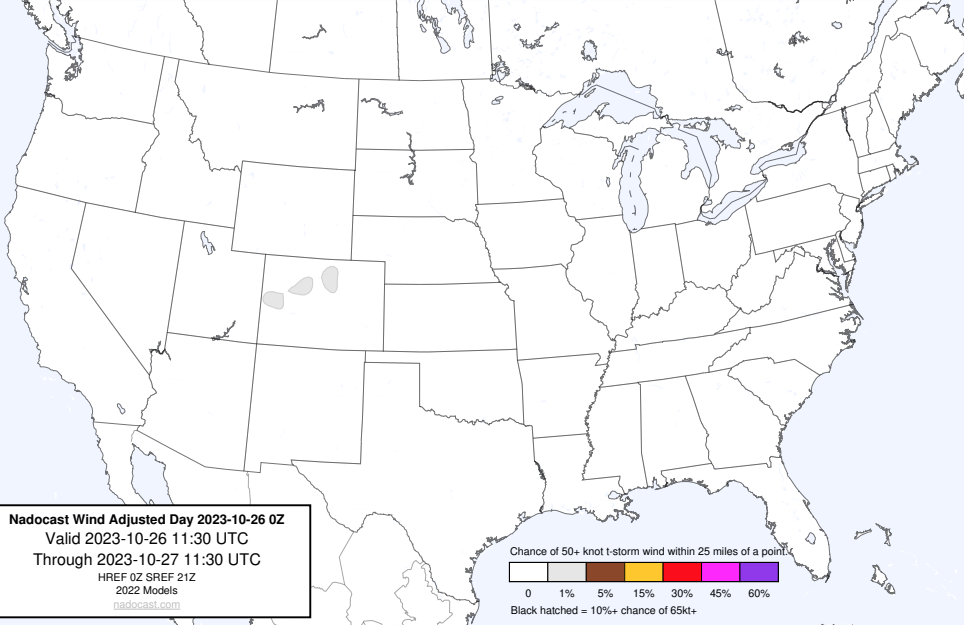 Nadocast Wind Adjusted Day 2023-10-26 0Z
Valid 2023-10-26 11:30 UTC
Through 2023-10-27 11:30 UTC
HREF 0Z SREF 21Z
2022 Models
nadocast.com
Chance of 50+ knot t-storm wind within 25 miles of a point.
0 1% 5% 15% 30% 45% 60%
Black hatched = 10%+ chance of 65kt+